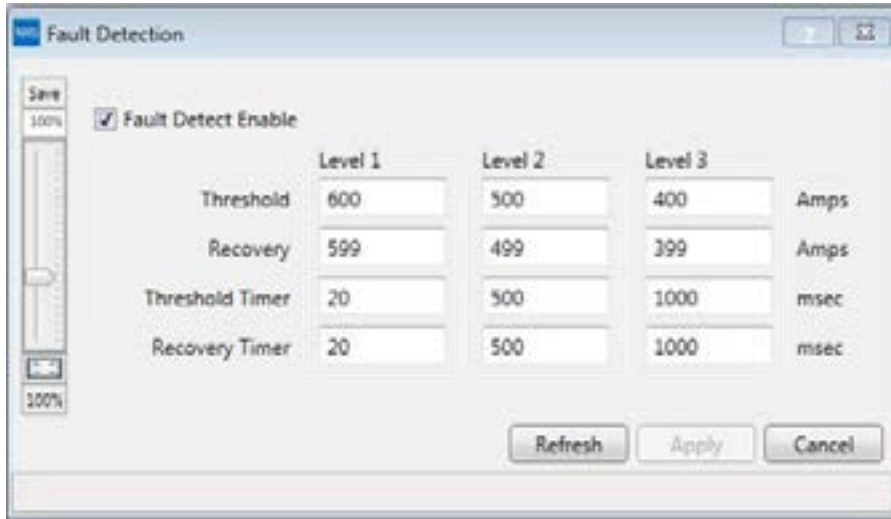 Fault Detection
Save
100%
Fault Detect Enable
Level 1 Level 2 Level 3
Threshold 600 500 400 Amps
Recovery 599 499 399 Amps
Threshold Timer 20 500 1000 msec
Recovery Timer 20 500 1000 msec
100%
Refresh Apply Cancel